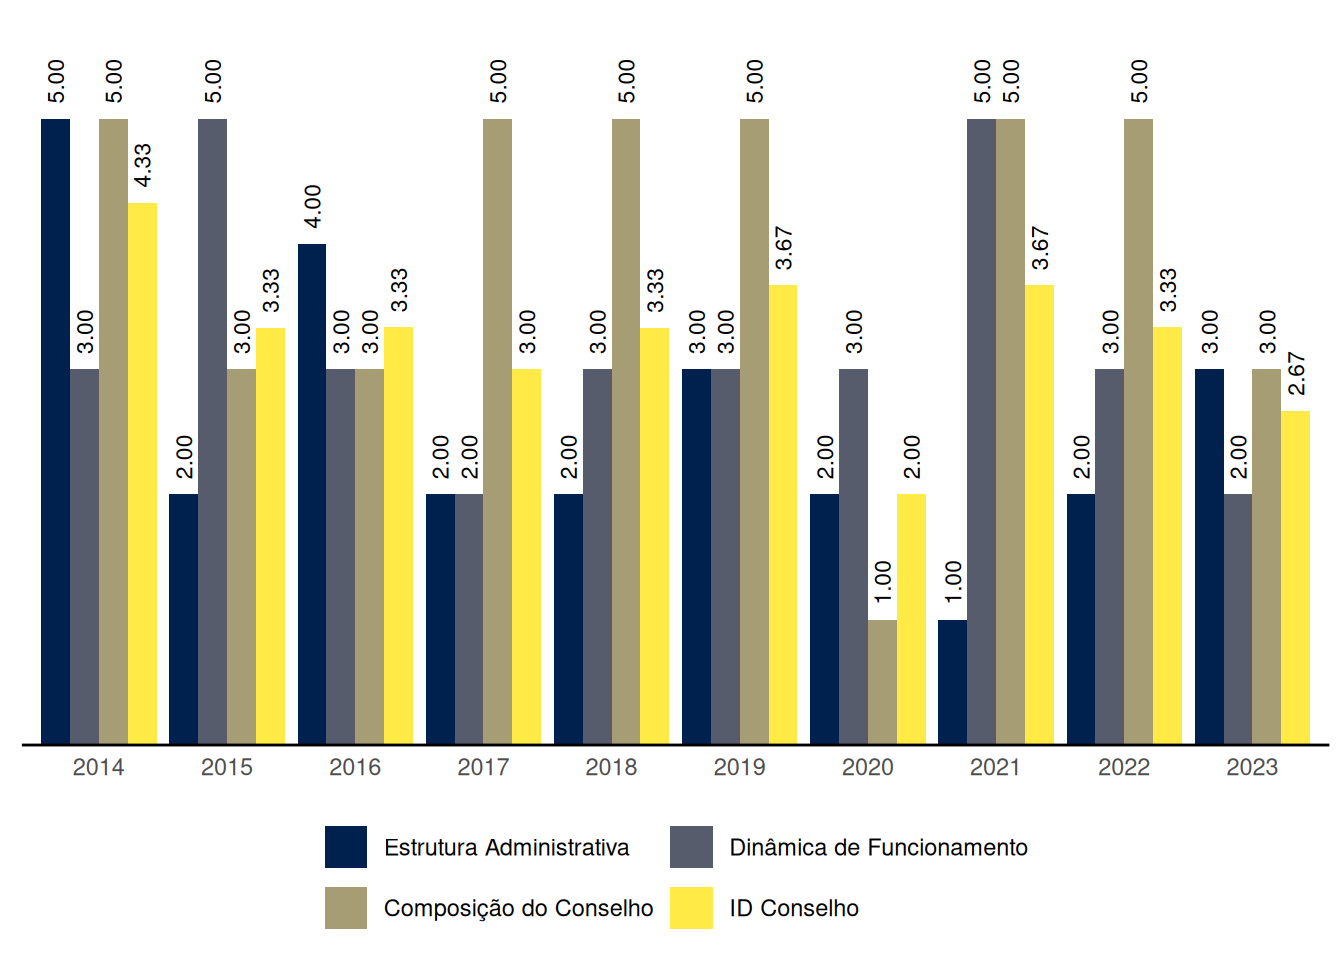 5.00 3.00 5.00 4.33 2.00 5.00 3.00 3.33 4.00 3.00 3.00 3.33 2.00 2.00 5.00 3.00 2.00 3.00 5.00 3.33 3.00 3.00 5.00 3.67 2.00 3.00 1.00 2.00 1.00 5.00 5.00 3.67 2.00 3.00 5.00 3.33 3.00 2.00 3.00 2.67
2014 2015 2016 2017 2018 2019 2020 2021 2022 2023
Estrutura Administrativa Dinâmica de Funcionamento
Composição do Conselho ID Conselho